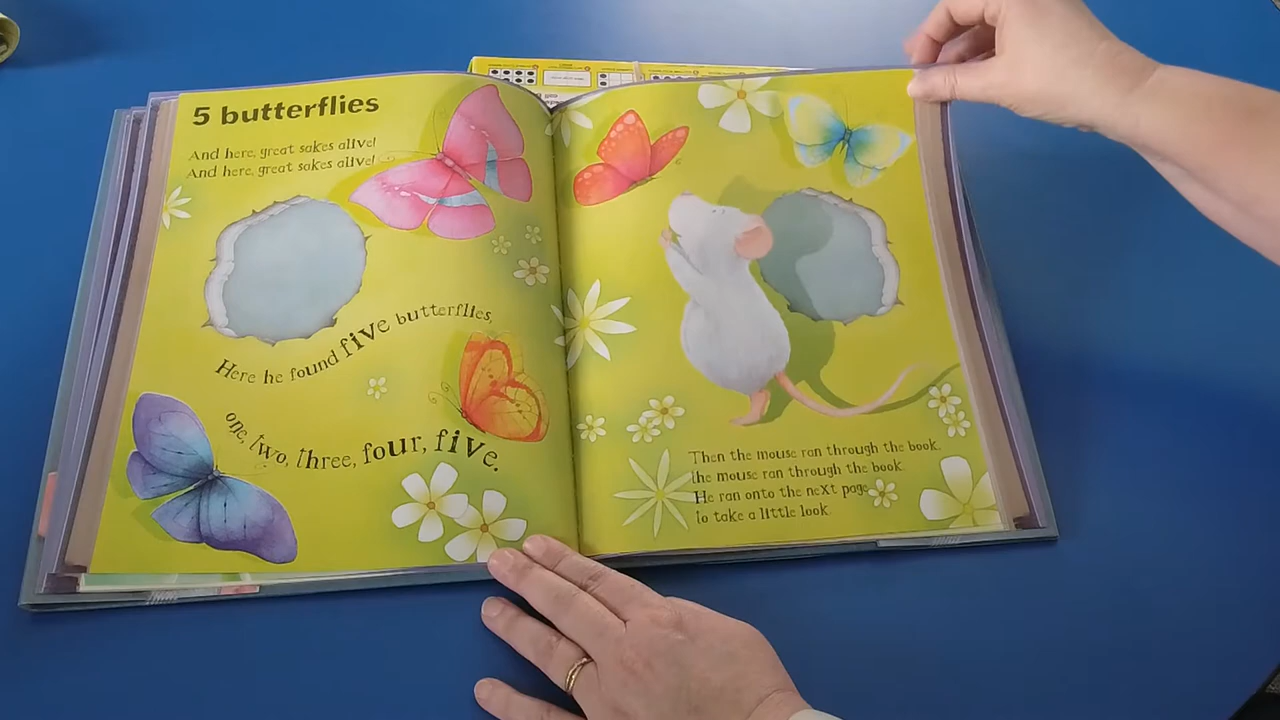 5 butterflies
And here, great sakes alive!
And here, great sakes alive!
Here he found five butterflies,
one, two, three, four, five.
Then the mouse ran through the book,
the mouse ran through the book.
He ran onto the next page
to take a little look.